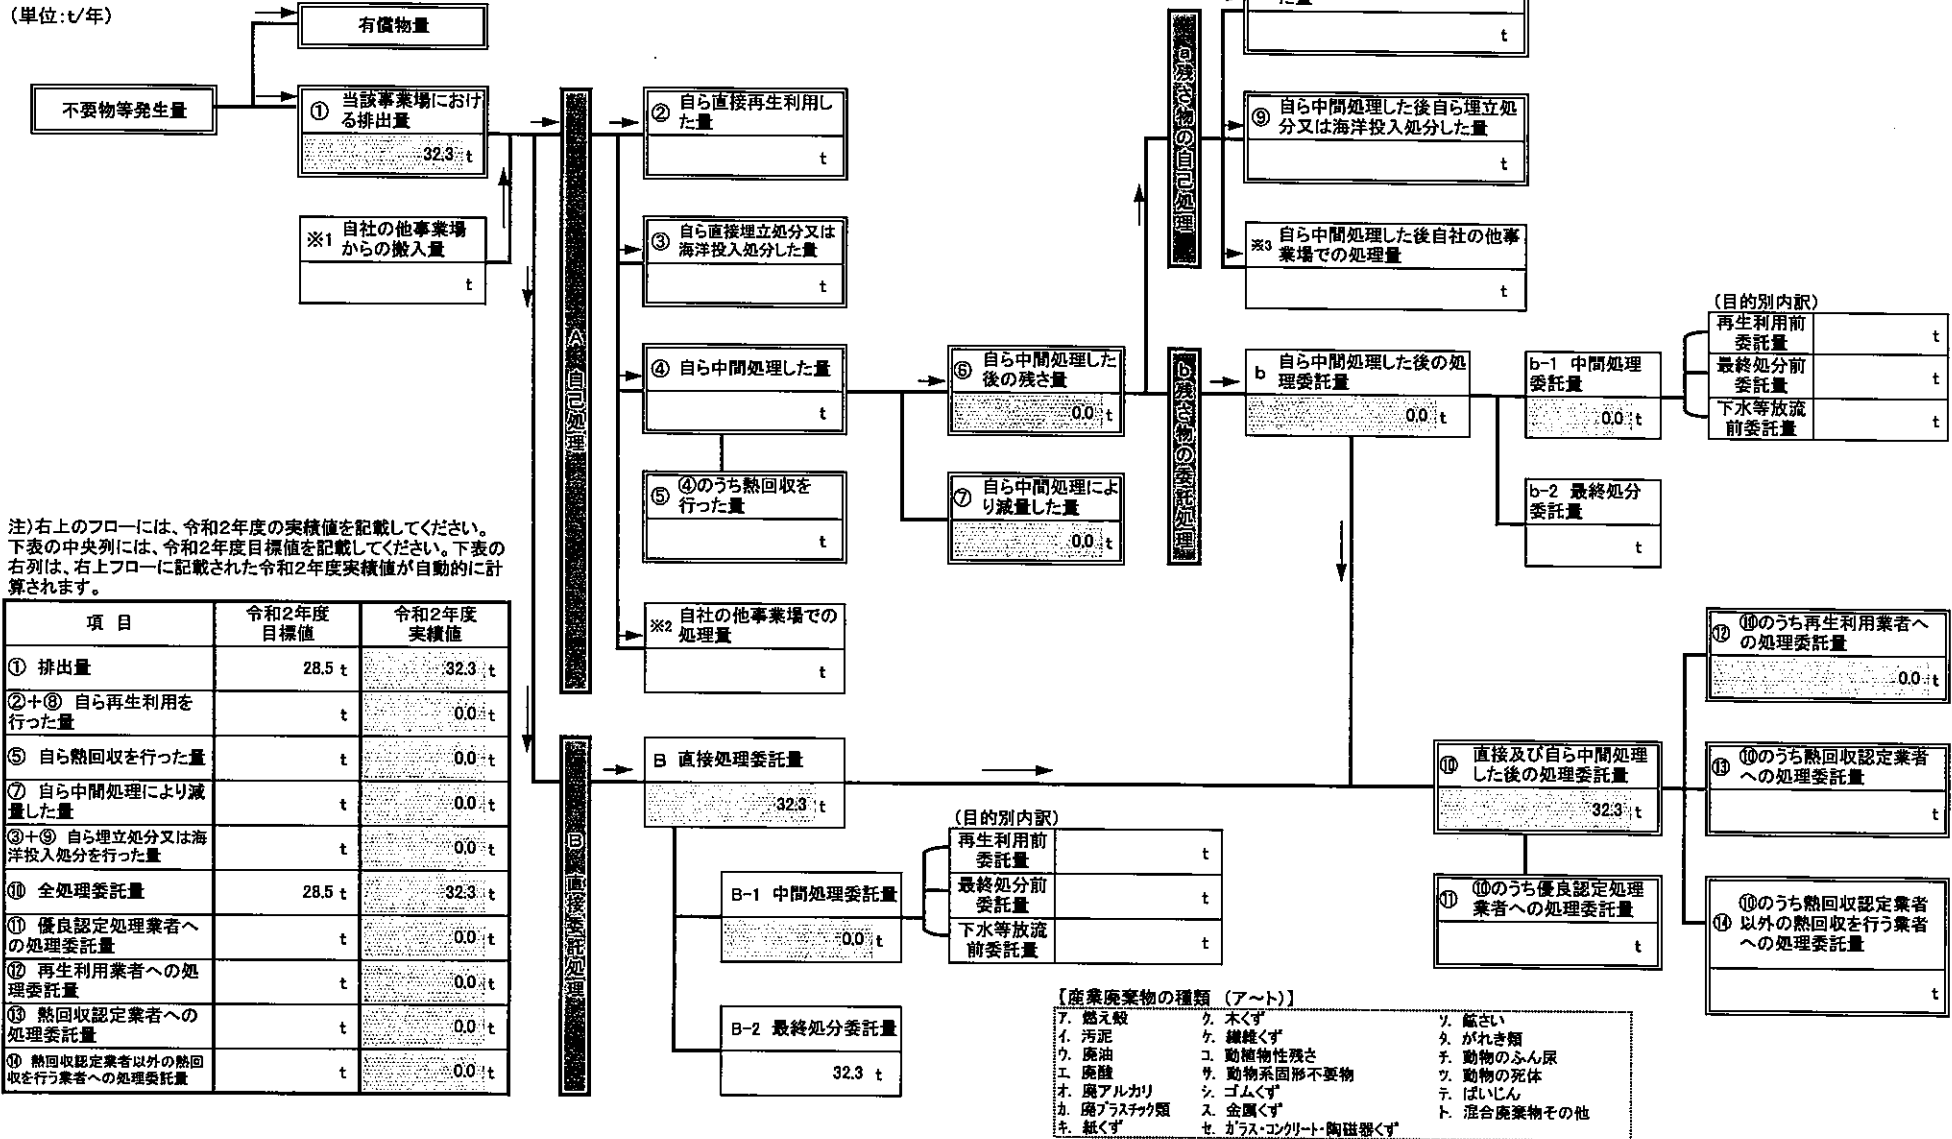 (単位:t/年)
有償物量
不要物等発生量
① 当該事業場におけ
る排出量
32.3 t
※1 自社の他事業場
からの搬入量
t
A 自己処理
② 自ら直接再生利用し
た量
t
③ 自ら直接埋立処分又は
海洋投入処分した量
t
④ 自ら中間処理した量
t
⑤ ④のうち熱回収を
行った量
t
※2 自社の他事業場での
処理量
t
⑥ 自ら中間処理した
後の残さ量
0.0 t
⑦ 自ら中間処理によ
り減量した量
0.0 t
a 残さ物の自己処理
た量
t
⑨ 自ら中間処理した後自ら埋立処
分又は海洋投入処分した量
t
※3 自ら中間処理した後自社の他事
業場での処理量
t
b 残さ物の委託処理
b 自ら中間処理した後の処
理委託量
0.0 t
b-1 中間処理
委託量
0.0 t
b-2 最終処分
委託量
t
(目的別内訳)
再生利用前
委託量
t
最終処分前
委託量
t
下水等放流
前委託量
t
注)右上のフローには、令和2年度の実績値を記載してください。
下表の中央列には、令和2年度目標値を記載してください。下表の
右列は、右上フローに記載された令和2年度実績値が自動的に計
算されます。
項 目 令和2年度
目標値 令和2年度
実績値
① 排出量 28.5 t 32.3 t
②+⑧ 自ら再生利用を
行った量 t 0.0 t
⑤ 自ら熱回収を行った量 t 0.0 t
⑦ 自ら中間処理により減
量した量 t 0.0 t
③+⑨ 自ら埋立処分又は海
洋投入処分を行った量 t 0.0 t
⑩ 全処理委託量 28.5 t 32.3 t
⑪ 優良認定処理業者へ
の処理委託量 t 0.0 t
⑫ 再生利用業者への処
理委託量 t 0.0 t
⑬ 熱回収認定業者への
処理委託量 t 0.0 t
⑭ 熱回収認定業者以外の熱回
収を行う業者への処理委託量 t 0.0 t
B 直接委託処理
B 直接処理委託量
32.3 t
B-1 中間処理委託量
0.0 t
B-2 最終処分委託量
32.3 t
(目的別内訳)
再生利用前
委託量
t
最終処分前
委託量
t
下水等放流
前委託量
t
⑩ 直接及び自ら中間処理
した後の処理委託量
32.3 t
⑪ ⑩のうち優良認定処理
業者への処理委託量
t
⑫ ⑩のうち再生利用業者へ
の処理委託量
0.0 t
⑬ ⑩のうち熱回収認定業者
への処理委託量
t
⑭ ⑩のうち熱回収認定業者
以外の熱回収を行う業者
への処理委託量
t
【産業廃棄物の種類 (ア~ト)】
ア. 燃え殻 ク. 木くず ソ. 鉱さい
イ. 汚泥 ケ. 繊維くず タ. がれき類
ウ. 廃油 コ. 動植物性残さ チ. 動物のふん尿
エ. 廃酸 サ. 動物系固形不要物 ツ. 動物の死体
オ. 廃アルカリ シ. ゴムくず テ. ばいじん
カ. 廃プラスチック類 ス. 金属くず ト. 混合廃棄物その他
キ. 紙くず セ. ガラス・コンクリート・陶磁器くず